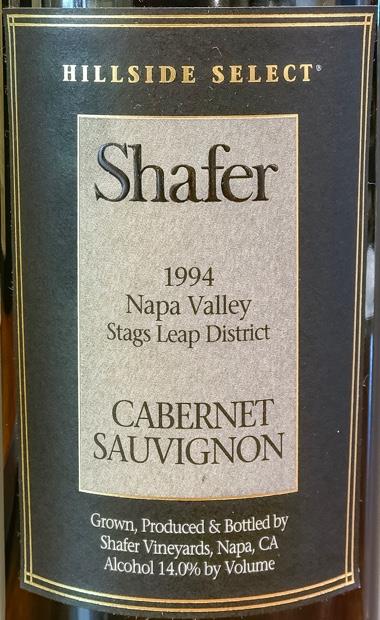 HILLSIDE SELECT®
Shafer
1994
Napa Valley
Stags Leap District
CABERNET
SAUVIGNON
Grown, Produced & Bottled by
Shafer Vineyards, Napa, CA
Alcohol 14.0% by Volume